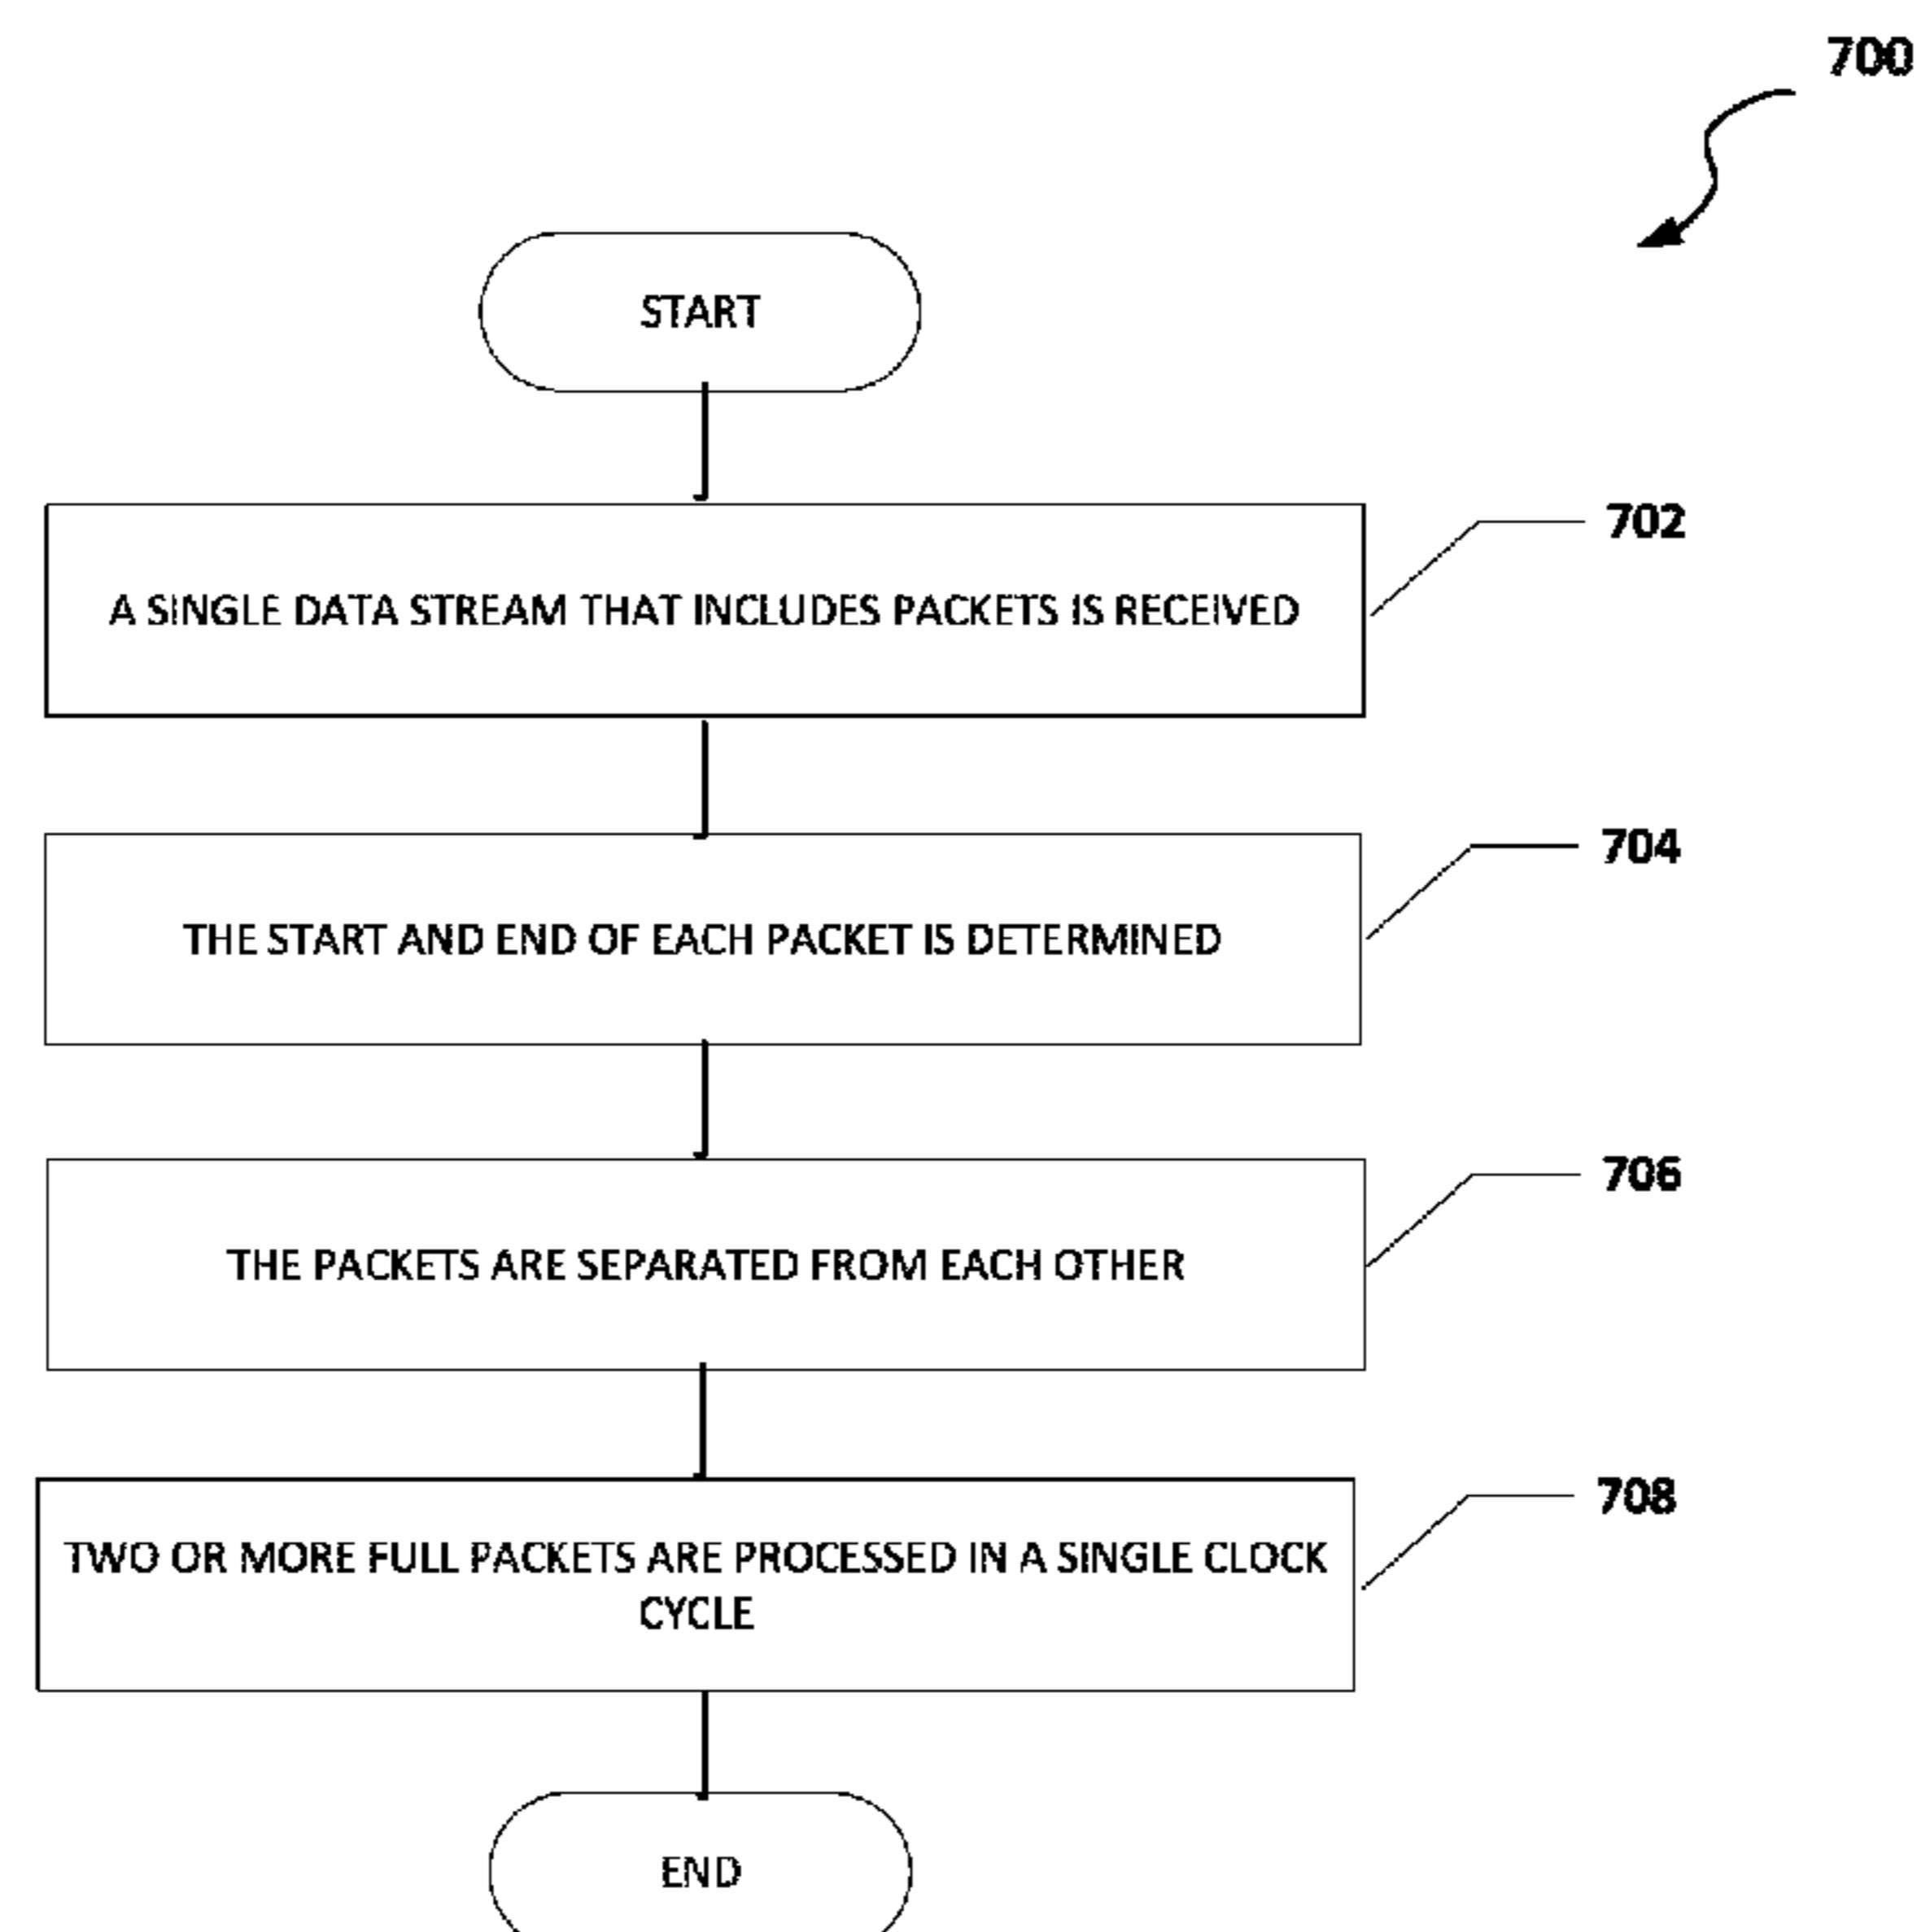 700
START
702
A SINGLE DATA STREAM THAT INCLUDES PACKETS IS RECEIVED
704
THE START AND END OF EACH PACKET IS DETERMINED
706
THE PACKETS ARE SEPARATED FROM EACH OTHER
708
TWO OR MORE FULL PACKETS ARE PROCESSED IN A SINGLE CLOCK
CYCLE
END